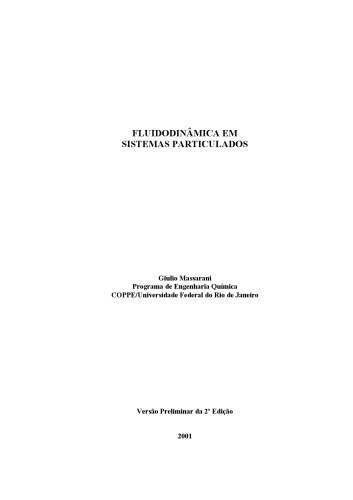 FLUIDODINÂMICA EM
SISTEMAS PARTICULADOS
Giulio Massarani
Programa de Engenharia Química
COPPE/Universidade Federal do Rio de Janeiro
Versão Preliminar da 2ª Edição
2001